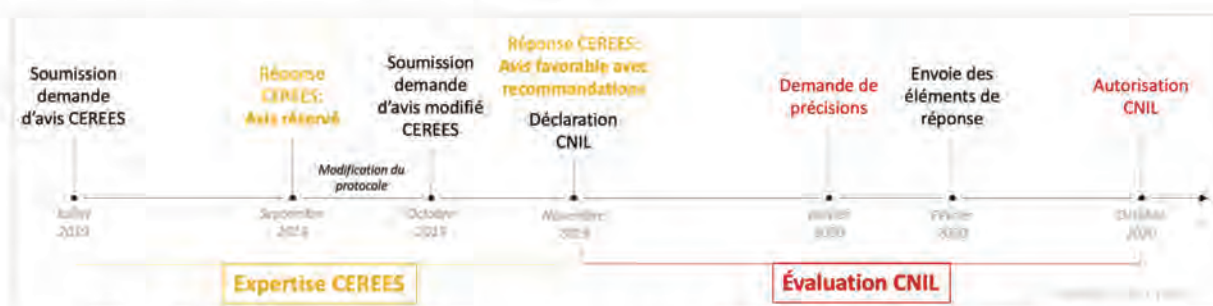 Soumission
demande
d'avis CEREES
Réponse
CEREES:
Avis réservé
Modification du
protocole
Soumission
demande
d'avis modifié
CEREES
Réponse CEREES:
Avis favorable avec
recommandations
Déclaration
CNIL
Demande de
précisions
Envoie des
éléments de
réponse
Autorisation
CNIL
Juillet
2019
Septembre
2019
Octobre
2019
Novembre
2019
Février
2020
Octobre
2020
Expertise CEREES
Évaluation CNIL